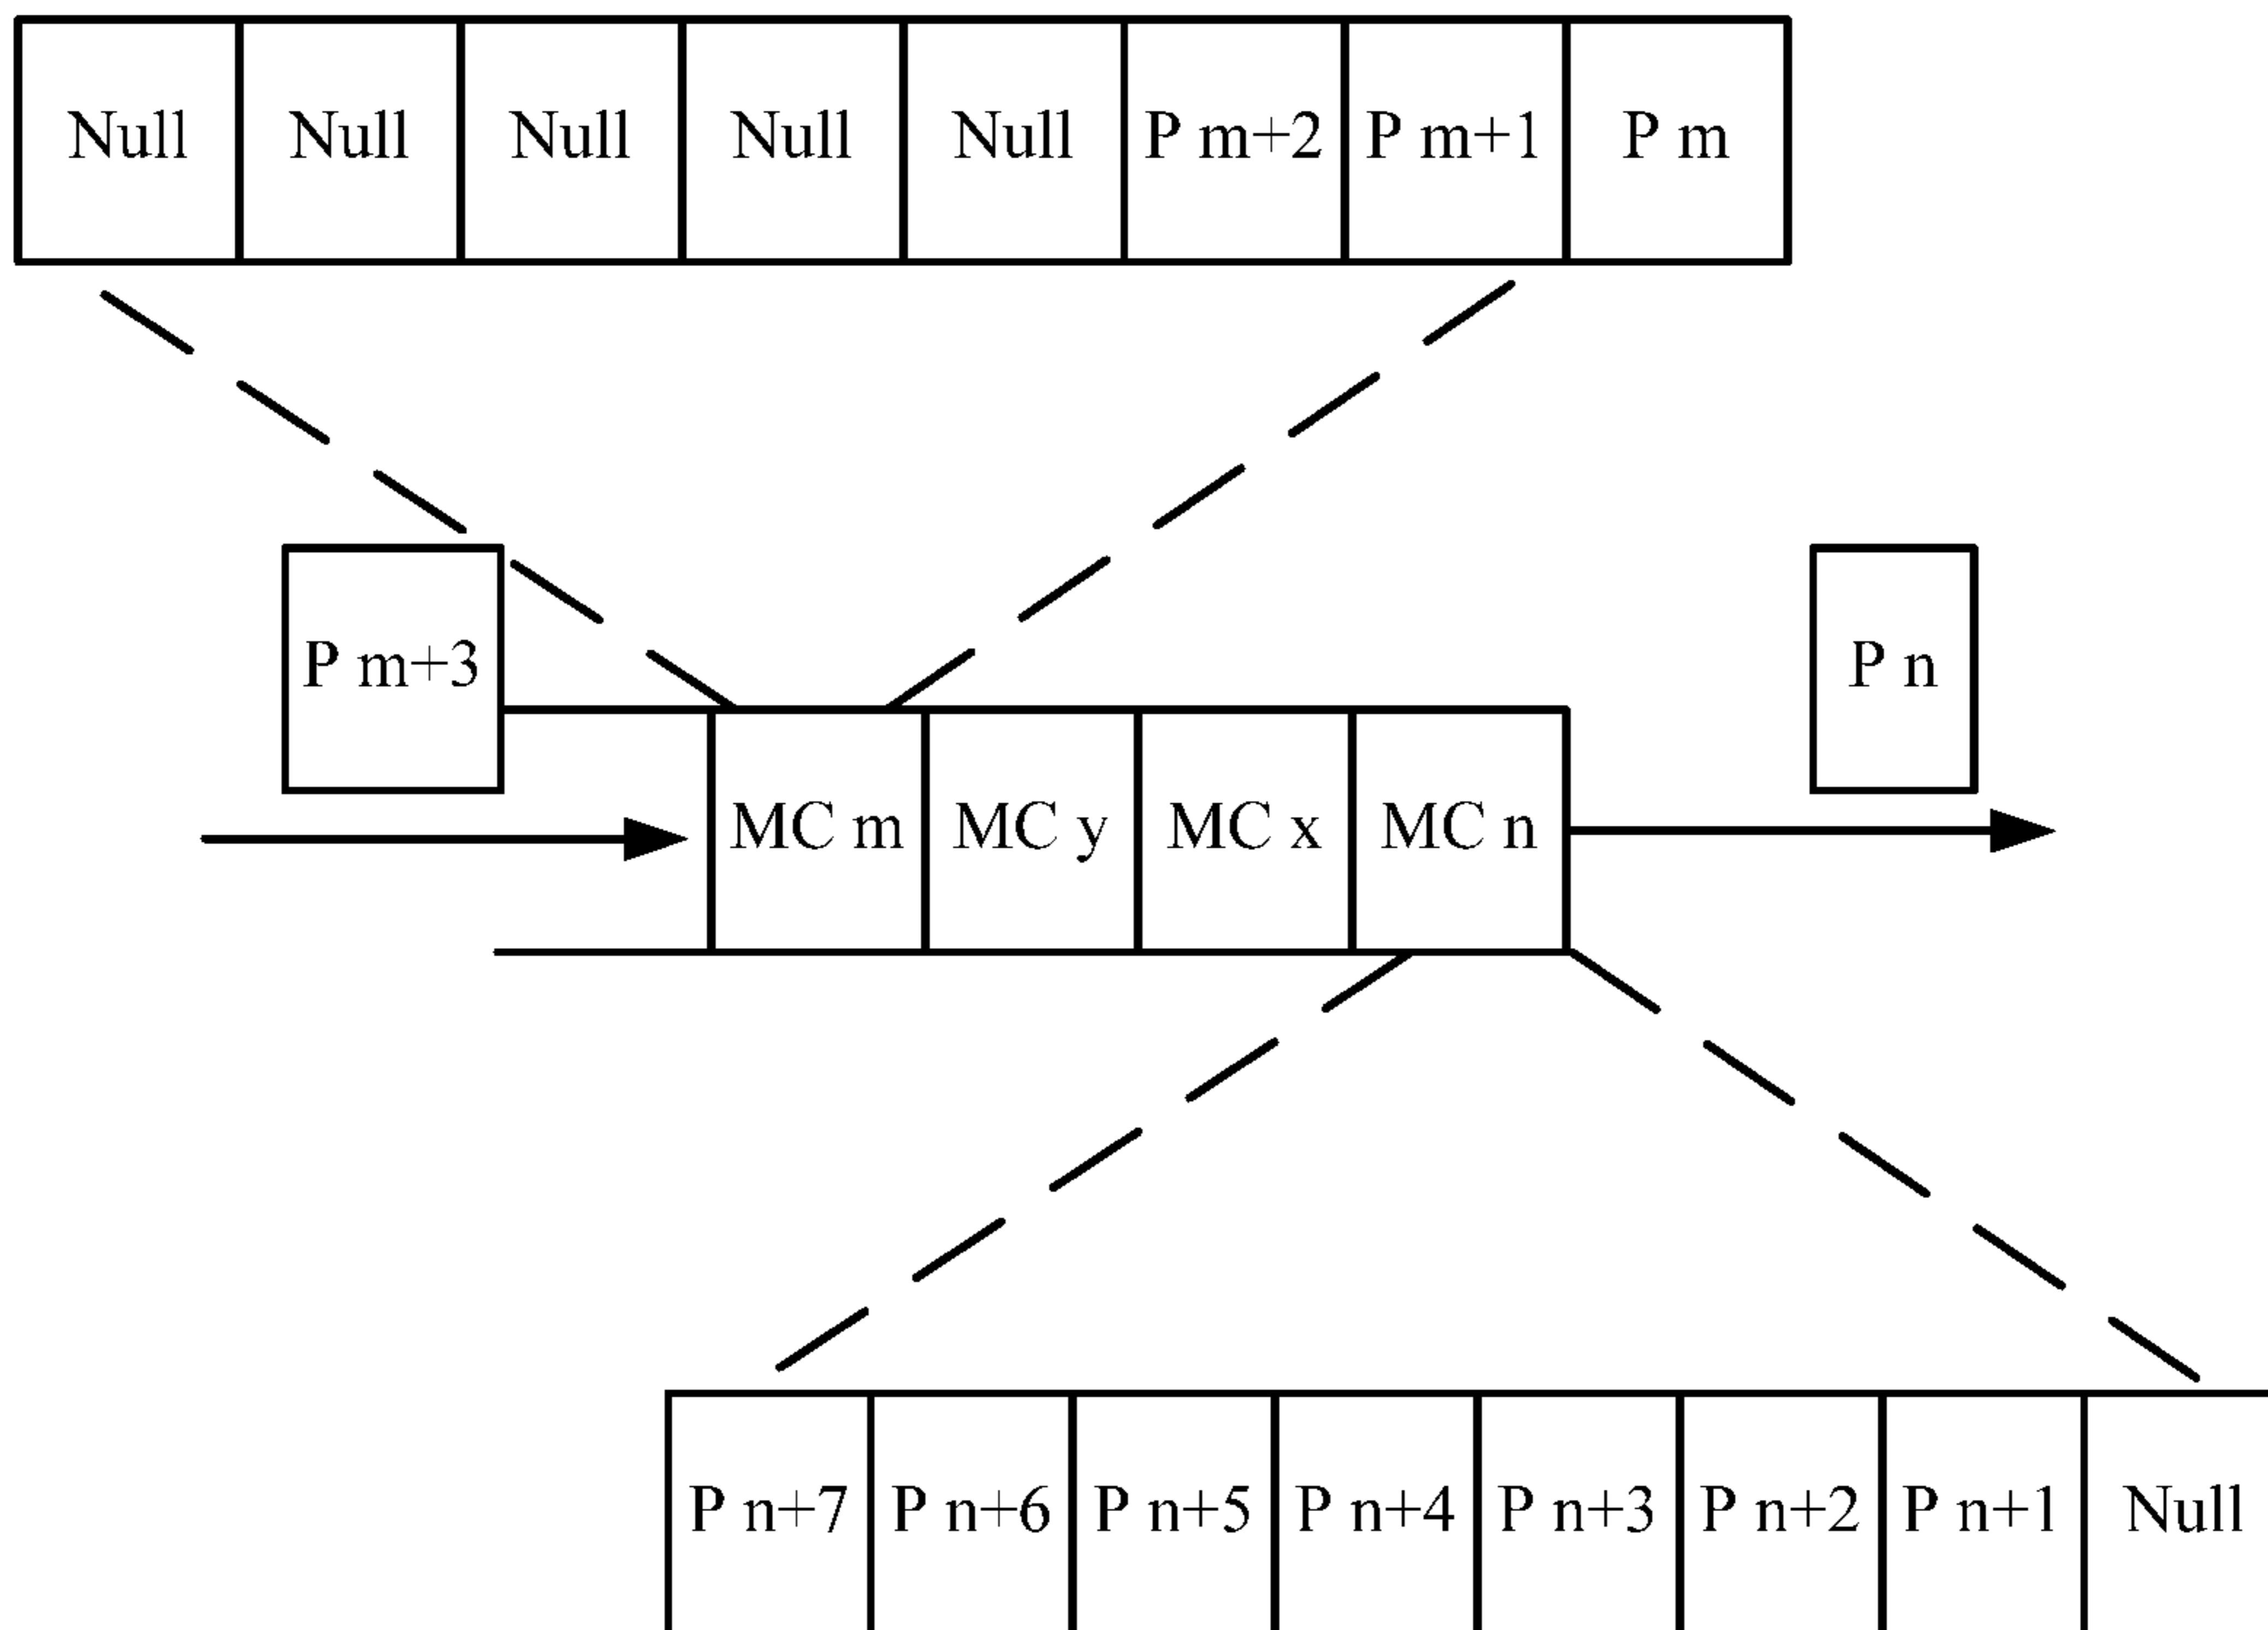 Null Null Null Null Null P m+2 P m+1 P m
P m+3 P n
MC m MC y MC x MC n
P n+7 P n+6 P n+5 P n+4 P n+3 P n+2 P n+1 Null